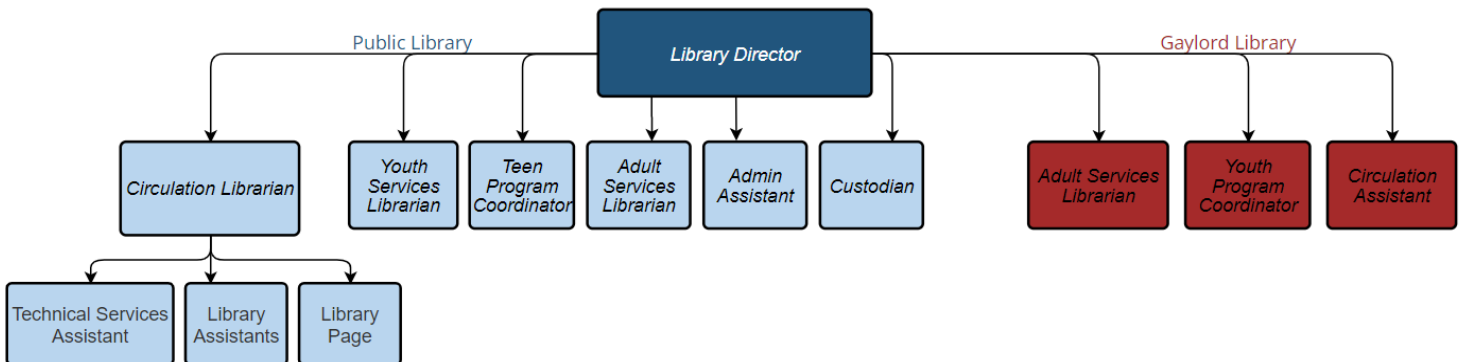 Public Library
Library Director
Gaylord Library
Circulation Librarian
Youth
Services
Librarian
Teen
Program
Coordinator
Adult
Services
Librarian
Admin
Assistant
Custodian
Adult Services
Librarian
Youth
Program
Coordinator
Circulation
Assistant
Technical Services
Assistant
Library
Assistants
Library
Page